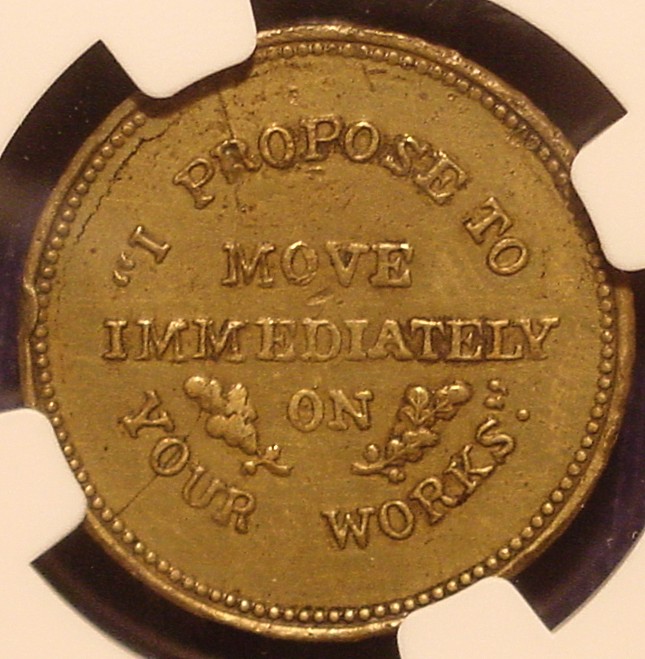 "I PROPOSE TO
MOVE
IMMEDIATELY
ON
YOUR WORKS".